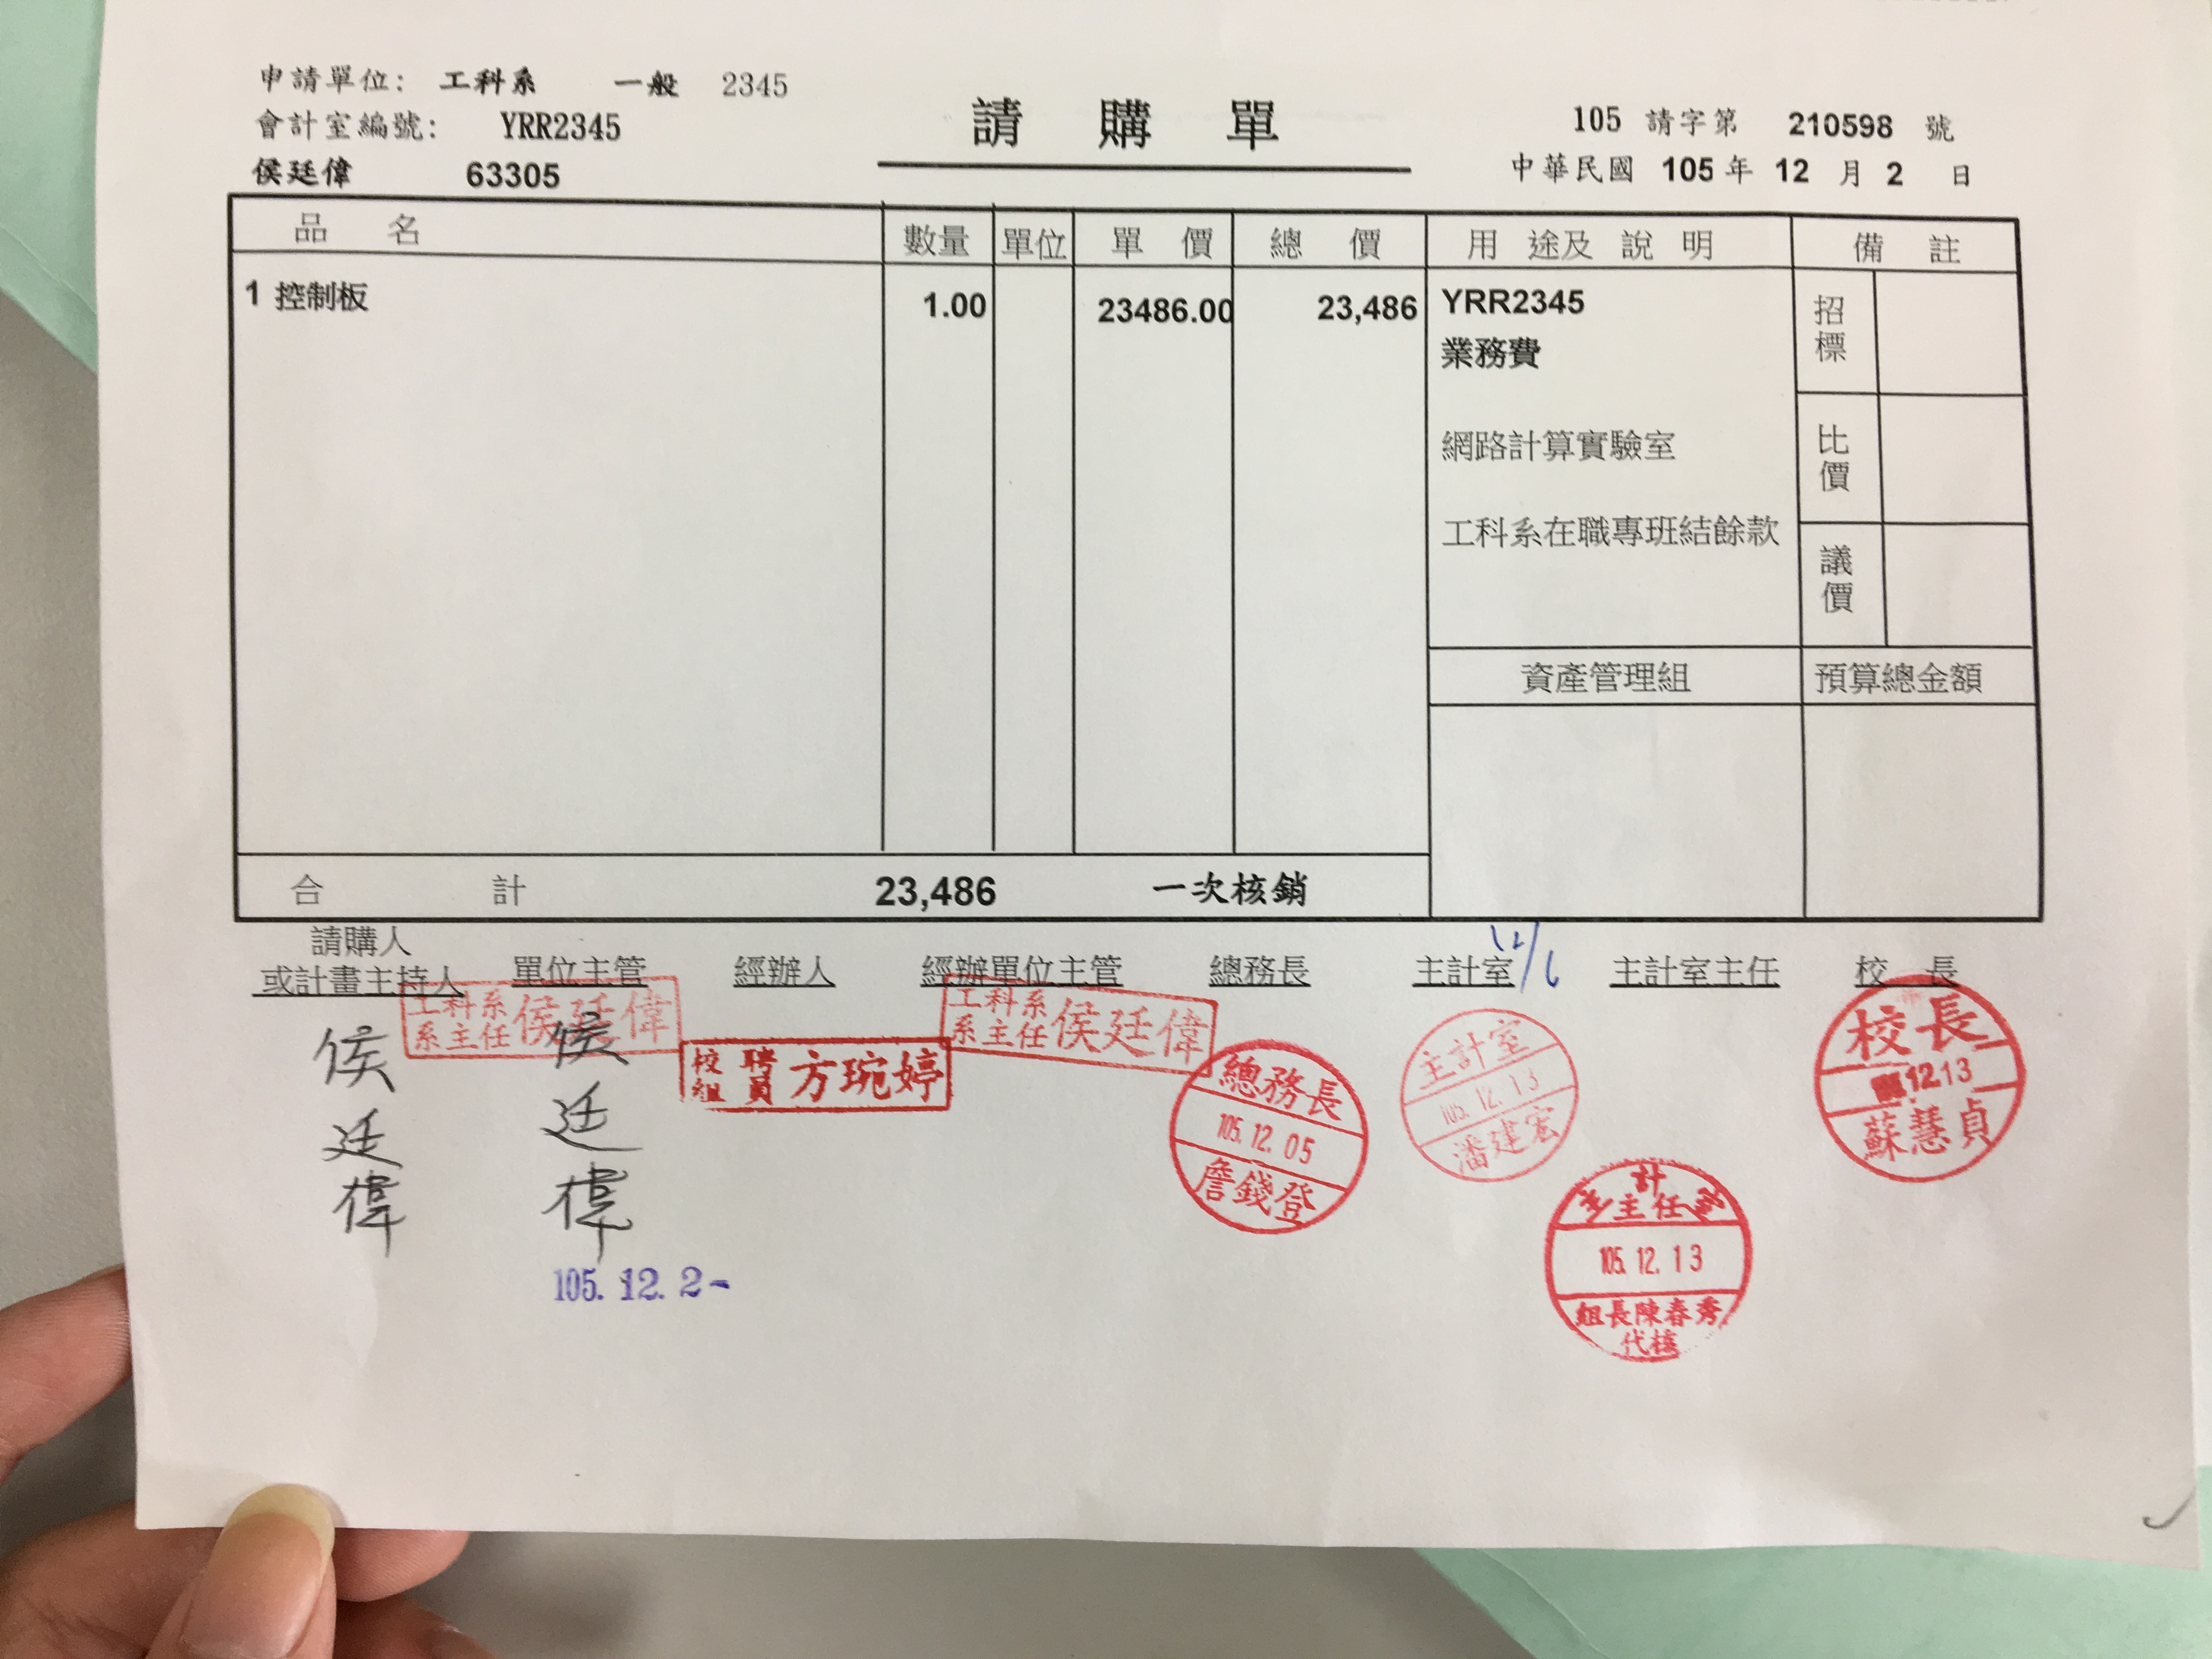 請購單
申請單位: 工科系 一般 2345
會計室編號: YRR2345
侯廷偉 63305
105 請字第 210598 號
中華民國 105 年 12 月 2 日
品名 數量 單位 單價 總價 用途及說明 備註
1 控制板 1.00 23486.00 23,486 YRR2345
業務費
網路計算實驗室
工科系在職專班結餘款
招標
比價
議價
資產管理組 預算總金額
合計 23,486 一次核銷
請購人
或計畫主持人 單位主管 經辦人 經辦單位主管 總務長 主計室 主計室主任 校長
12/6
侯廷偉
工科系
系主任 侯廷偉
侯廷偉
105.12.2-
校聘
組員 方琬婷
工科系
系主任 侯廷偉
總務長
105.12.05
詹錢登
主計室
105.12.13
主任
105.12.13
組長陳春秀
代
校長
12.13
蘇慧貞